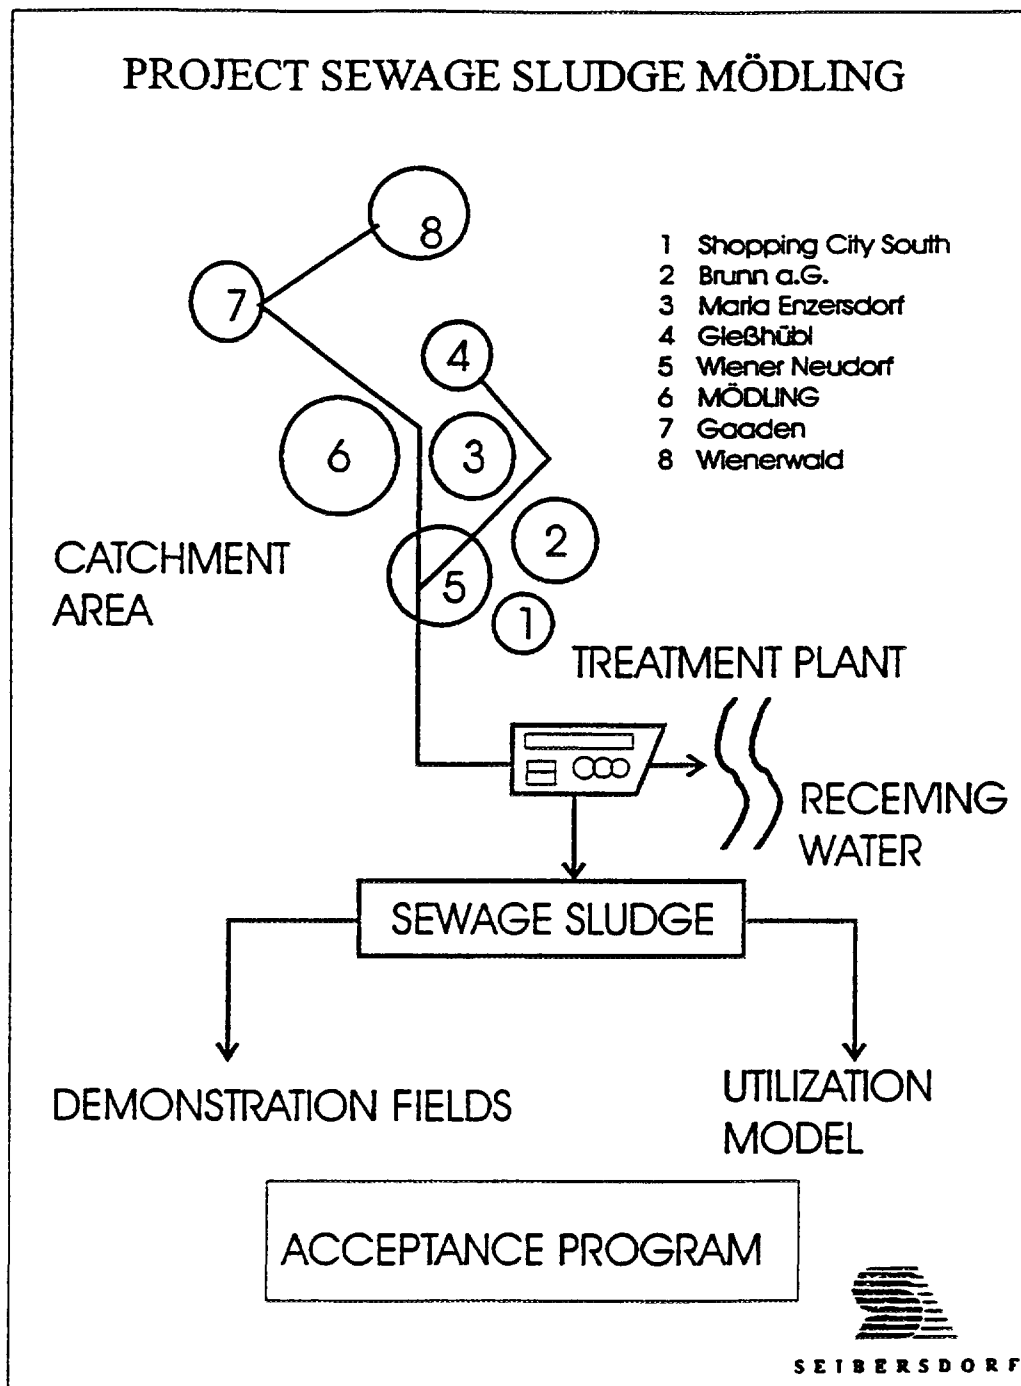 PROJECT SEWAGE SLUDGE MÖDLING
8
7
4
6
3
2
5
1
1 Shopping City South
2 Brunn a.G.
3 Maria Enzersdorf
4 Gießhübl
5 Wiener Neudorf
6 MÖDLING
7 Gaaden
8 Wienerwald
CATCHMENT
AREA
TREATMENT PLANT
RECEIVING
WATER
SEWAGE SLUDGE
DEMONSTRATION FIELDS
UTILIZATION
MODEL
ACCEPTANCE PROGRAM
SEIBERSDORF